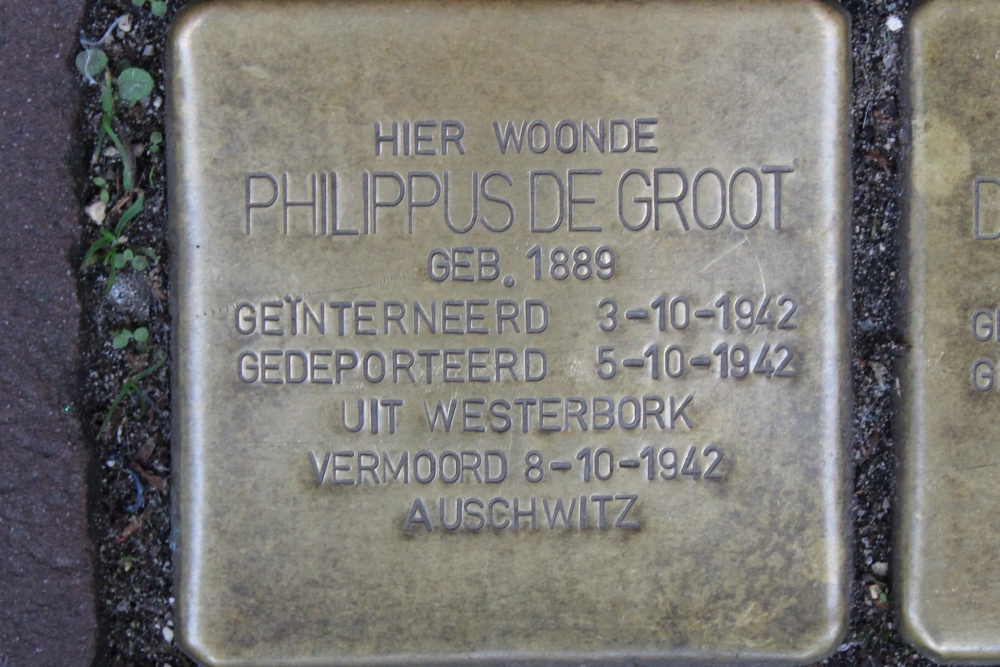 HIER WOONDE
PHILIPPUS DE GROOT
GEB. 1889
GEÏNTERNEERD 3-10-1942
GEDEPORTEERD 5-10-1942
UIT WESTERBORK
VERMOORD 8-10-1942
AUSCHWITZ